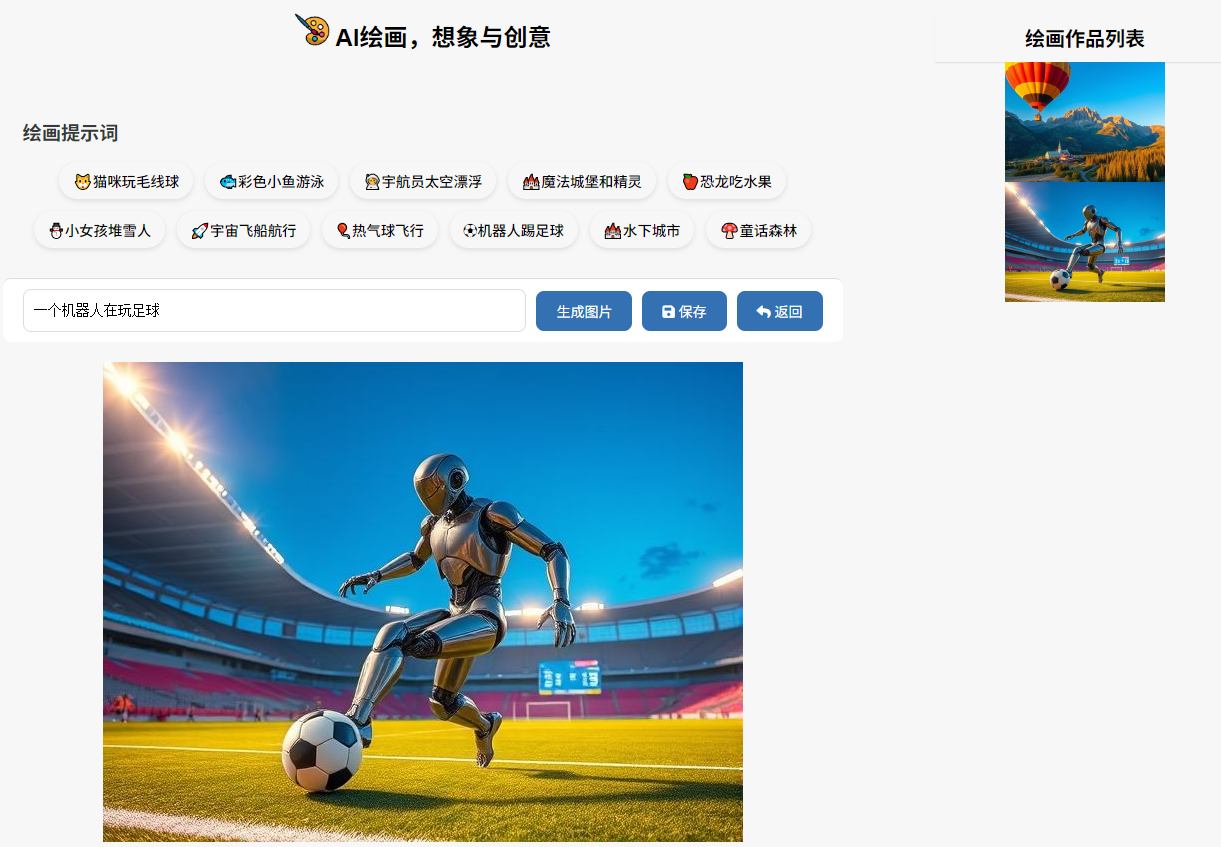 AI绘画，想象与创意
绘画作品列表
绘画提示词
猫咪玩毛线球 彩色小鱼游泳 宇航员太空漂浮 魔法城堡和精灵 恐龙吃水果
小女孩堆雪人 宇宙飞船航行 热气球飞行 机器人踢足球 水下城市 童话森林
一个机器人在玩足球 生成图片 保存 返回